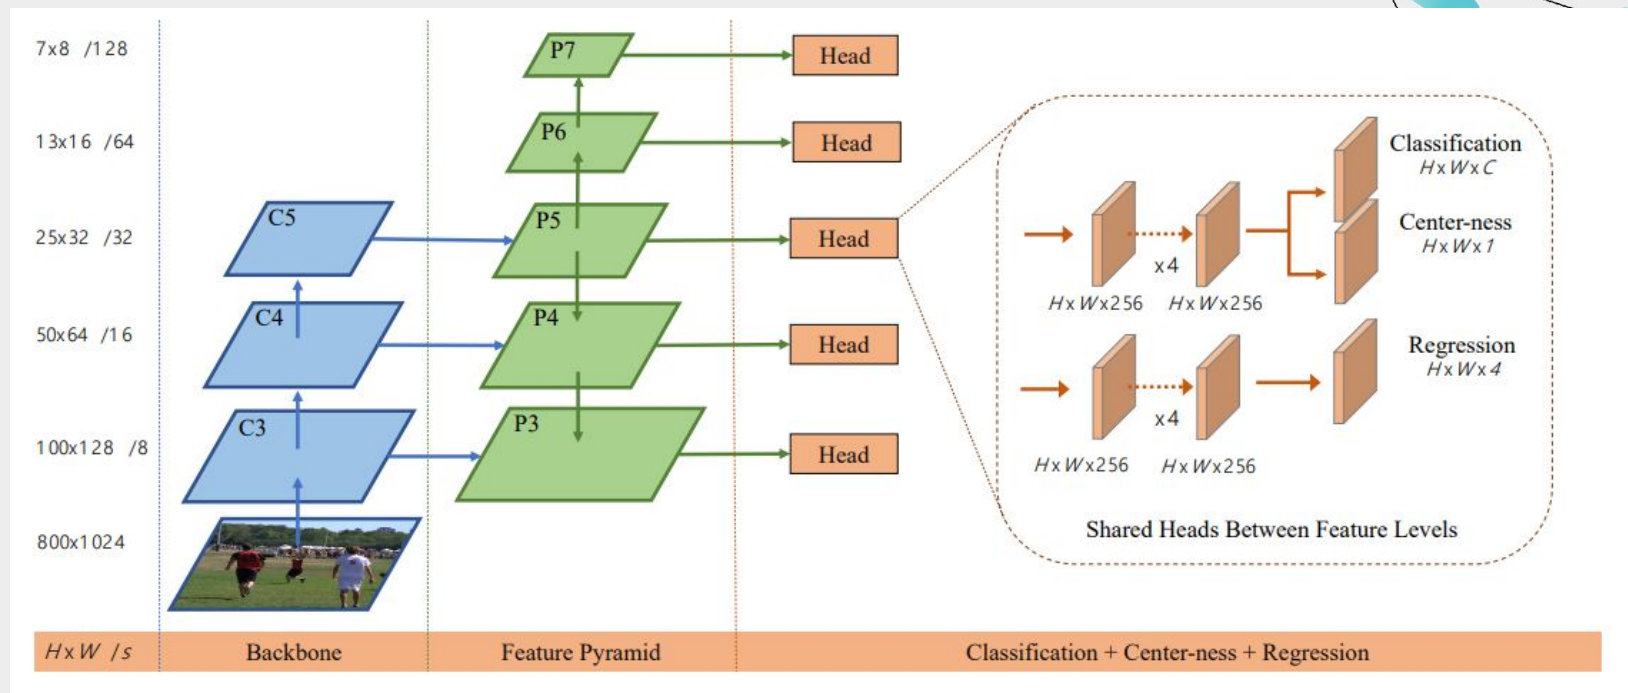 7x8 /128
P7
Head
13x16 /64
P6
Head
25x32 /32
C5
P5
Head
50x64 /16
C4
P4
Head
100x128 /8
C3
P3
Head
800x1024
Classification
HxWxC
Center-ness
HxWx1
x4
HxWx256
HxWx256
Regression
HxWx4
x4
HxWx256
HxWx256
Shared Heads Between Feature Levels
HxW /s
Backbone
Feature Pyramid
Classification + Center-ness + Regression